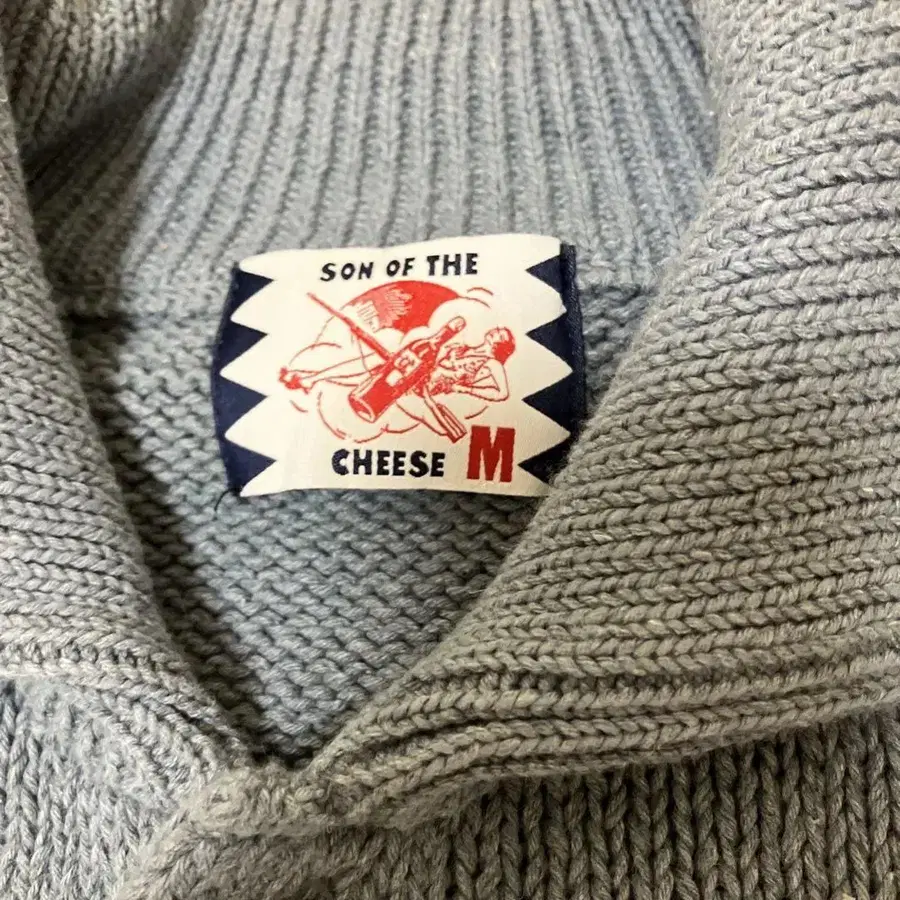 SON OF THE
CHEESE M